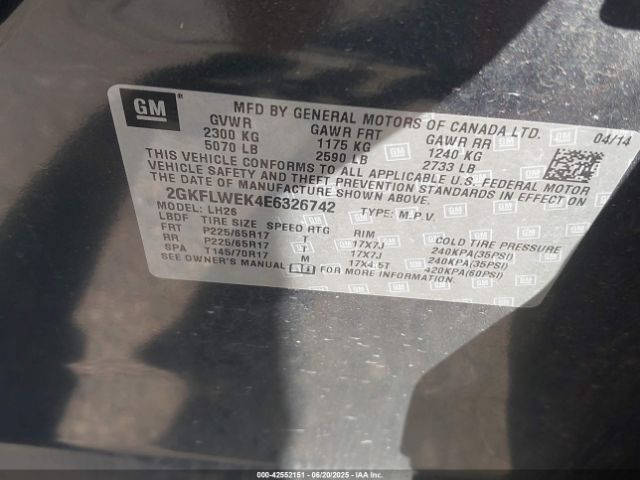 GM
MFD BY GENERAL MOTORS OF CANADA LTD.
04/14
GVWR GAWR FRT GAWR RR
2300 KG 1175 KG 1240 KG
5070 LB 2590 LB 2733 LB
THIS VEHICLE CONFORMS TO ALL APPLICABLE U.S. FEDERAL MOTOR
VEHICLE SAFETY AND THEFT PREVENTION STANDARDS IN EFFECT ON
THE DATE OF MANUFACTURE SHOWN ABOVE.
2GKFLWEK4E6326742 TYPE: M.P.V.
MODEL: LH26
LBDF TIRE SIZE SPEED RTG RIM COLD TIRE PRESSURE
FRT P225/65R17 T 17X7J 240KPA(35PSI)
RR P225/65R17 T 17X7J 240KPA(35PSI)
SPA T145/70R17 M 17X4.5T 420KPA(60PSI)
SEE OWNER'S MANUAL FOR MORE INFORMATION.
000-42552151 - 06/20/2025 - IAAI.COM